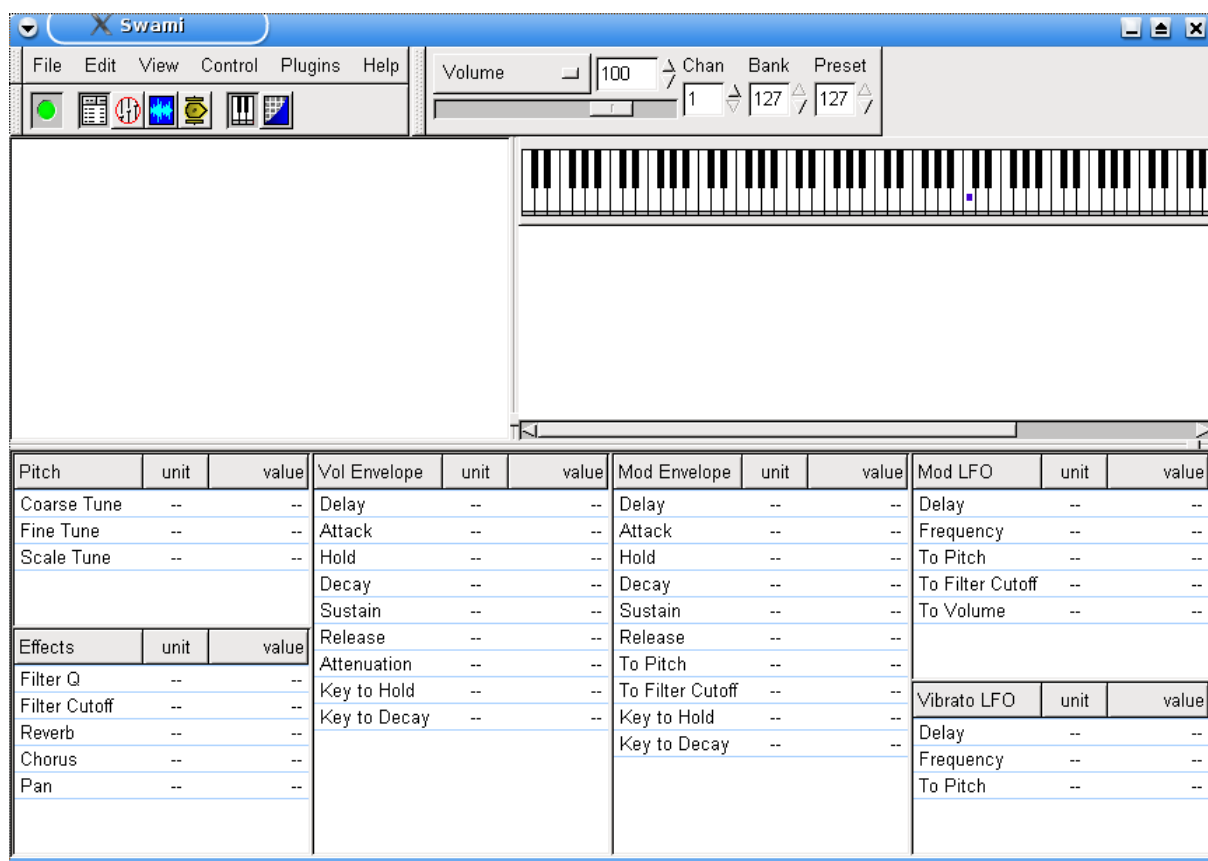 Swami
File Edit View Control Plugins Help
Volume 100 Chan Bank Preset
1 127 127
Pitch unit value
Coarse Tune -- --
Fine Tune -- --
Scale Tune -- --
Effects unit value
Filter Q -- --
Filter Cutoff -- --
Reverb -- --
Chorus -- --
Pan -- --
Vol Envelope unit value
Delay -- --
Attack -- --
Hold -- --
Decay -- --
Sustain -- --
Release -- --
Attenuation -- --
Key to Hold -- --
Key to Decay -- --
Mod Envelope unit value
Delay -- --
Attack -- --
Hold -- --
Decay -- --
Sustain -- --
Release -- --
To Pitch -- --
To Filter Cutoff -- --
Key to Hold -- --
Key to Decay -- --
Mod LFO unit value
Delay -- --
Frequency -- --
To Pitch -- --
To Filter Cutoff -- --
To Volume -- --
Vibrato LFO unit value
Delay -- --
Frequency -- --
To Pitch -- --